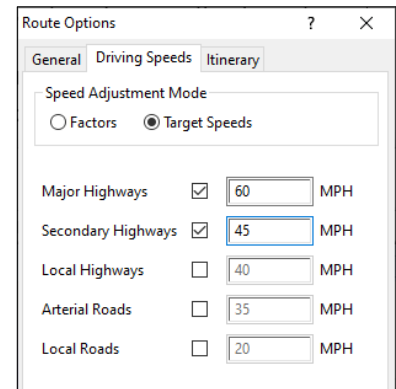 Route Options ? ×
General Driving Speeds Itinerary
Speed Adjustment Mode
Factors Target Speeds
Major Highways 60 MPH
Secondary Highways 45 MPH
Local Highways 40 MPH
Arterial Roads 35 MPH
Local Roads 20 MPH